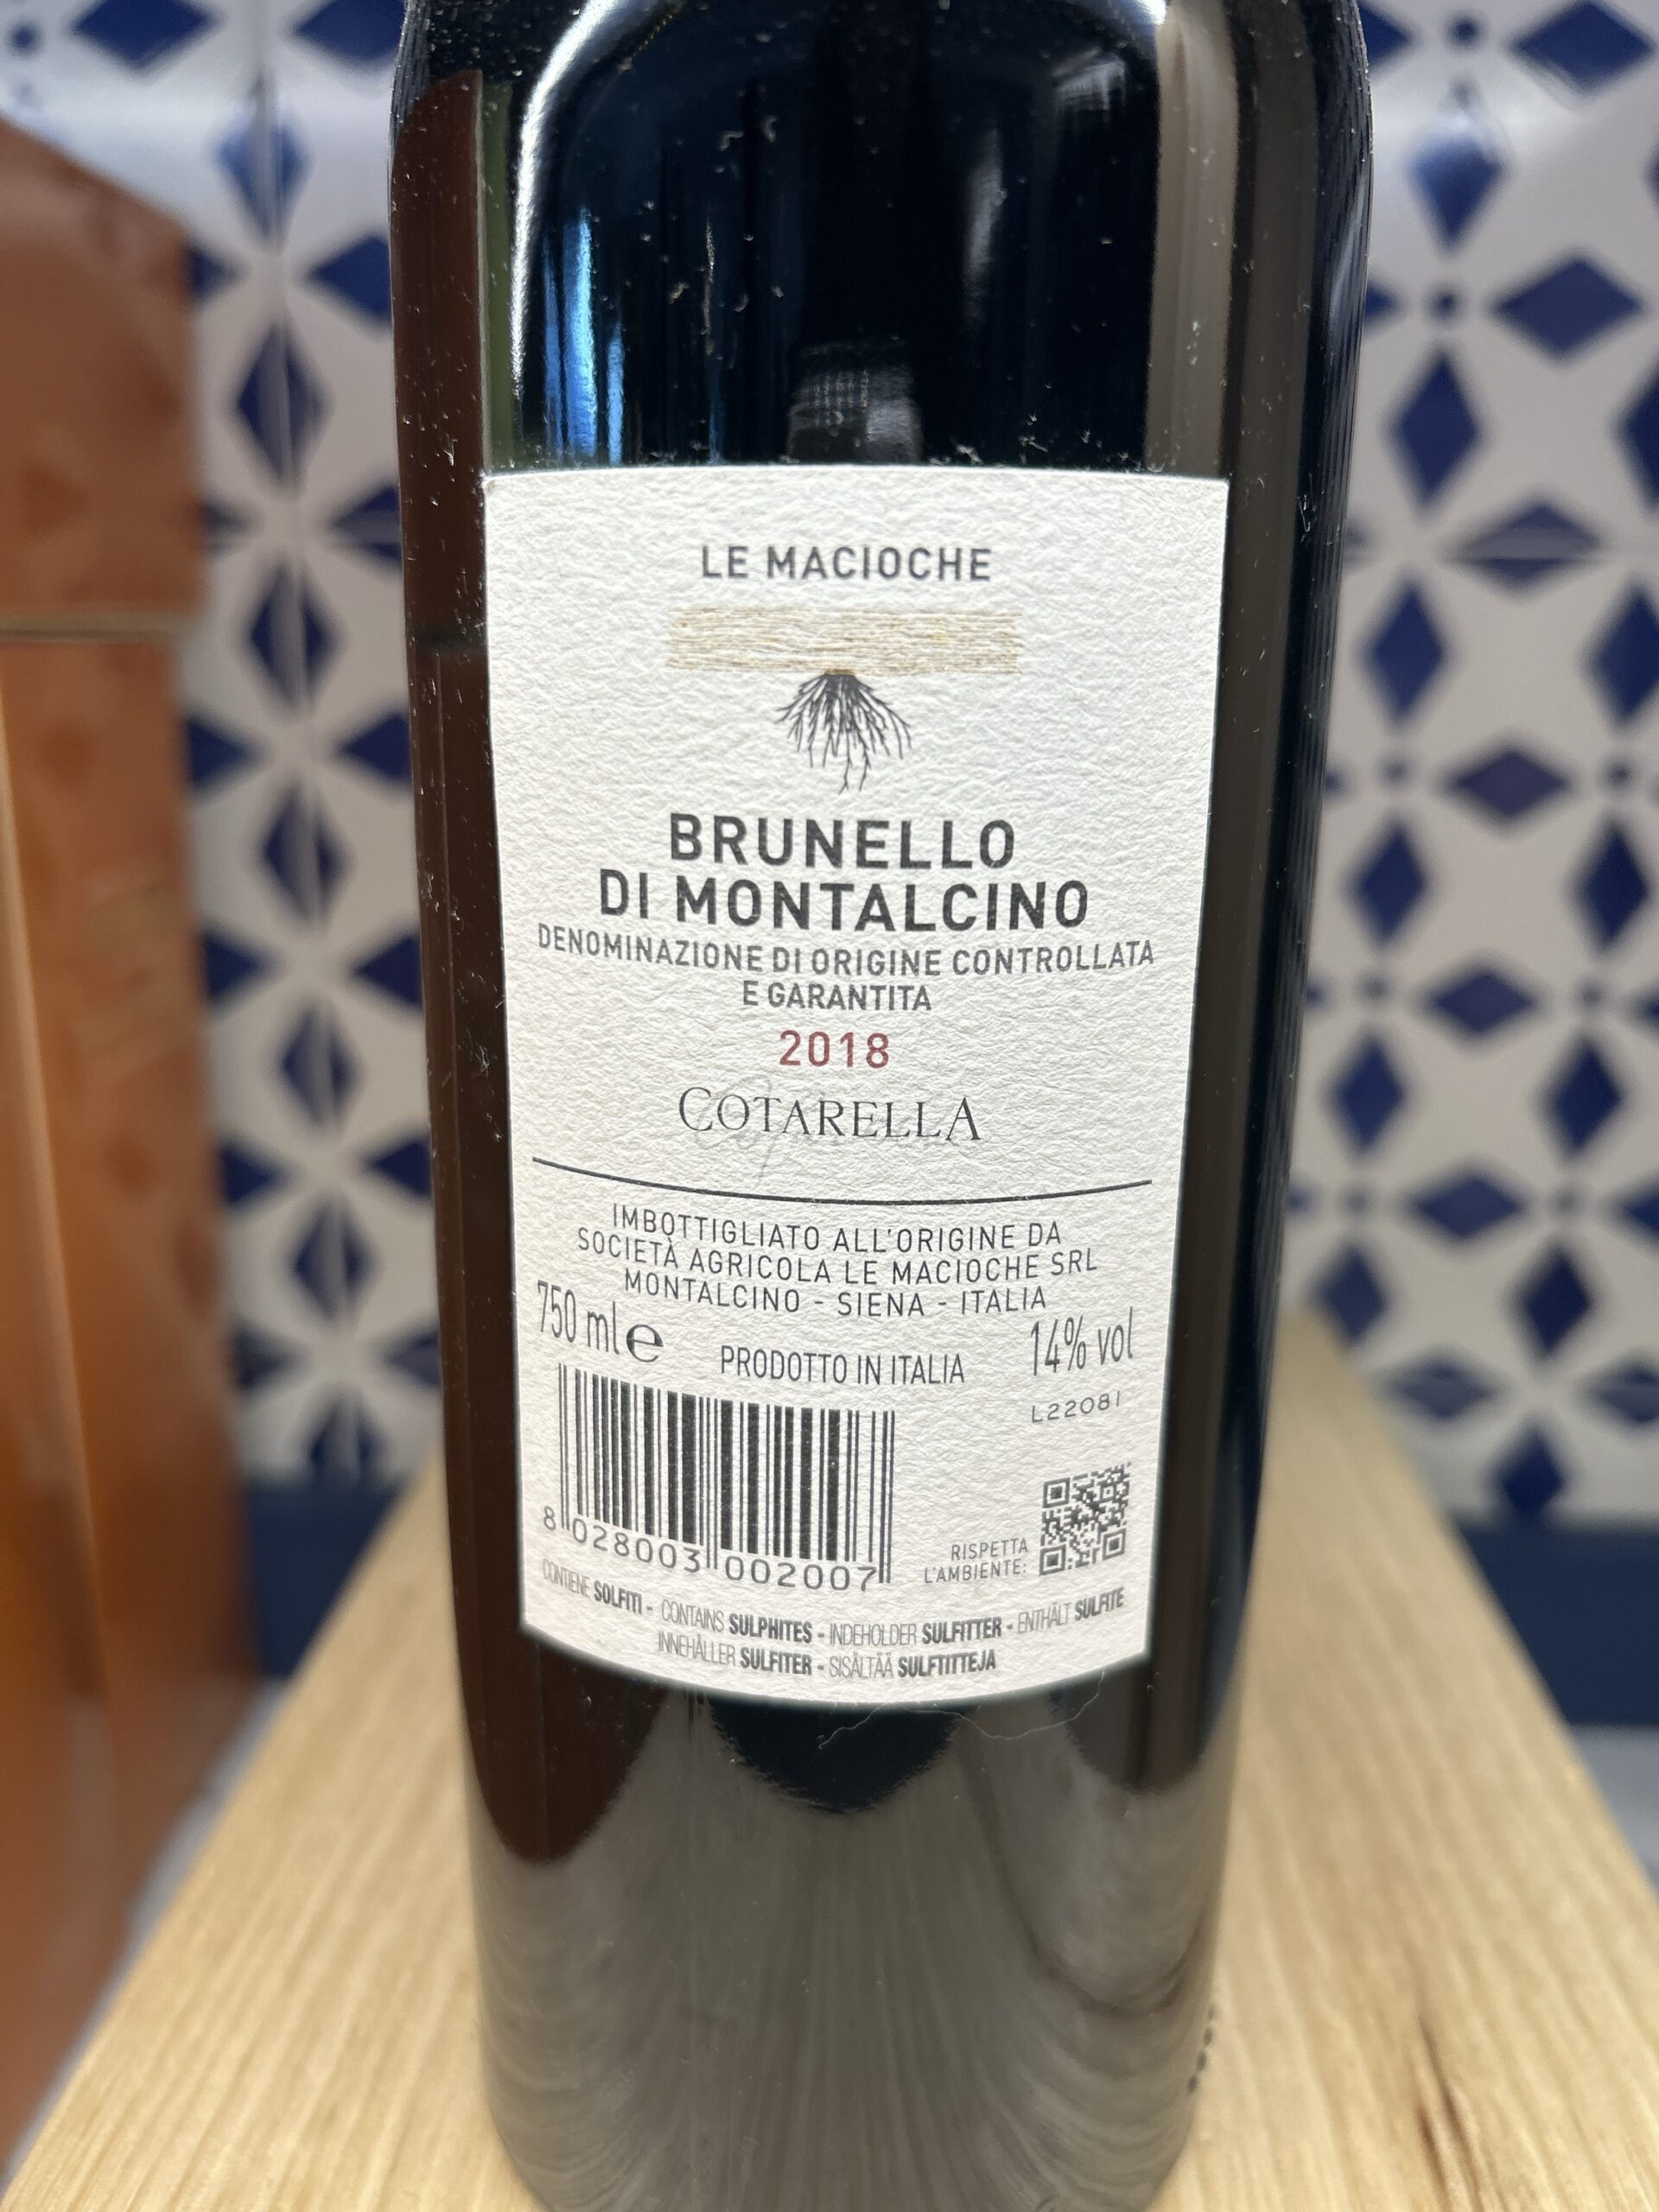 LE MACIOCHE
BRUNELLO
DI MONTALCINO
DENOMINAZIONE DI ORIGINE CONTROLLATA
E GARANTITA
2018
COTARELLA
IMBOTTIGLIATO ALL'ORIGINE DA
SOCIETÀ AGRICOLA LE MACIOCHE SRL
MONTALCINO - SIENA - ITALIA
750 ml e
PRODOTTO IN ITALIA
14% vol
L22081
8 028003 002007
RISPETTA
L'AMBIENTE:
CONTIENE SOLFITI - CONTAINS SULPHITES - INDEHOLDER SULFITTER - ENTHÄLT SULFITE
INNEHÅLLER SULFITER - SISÄLTÄÄ SULFTITTEJA